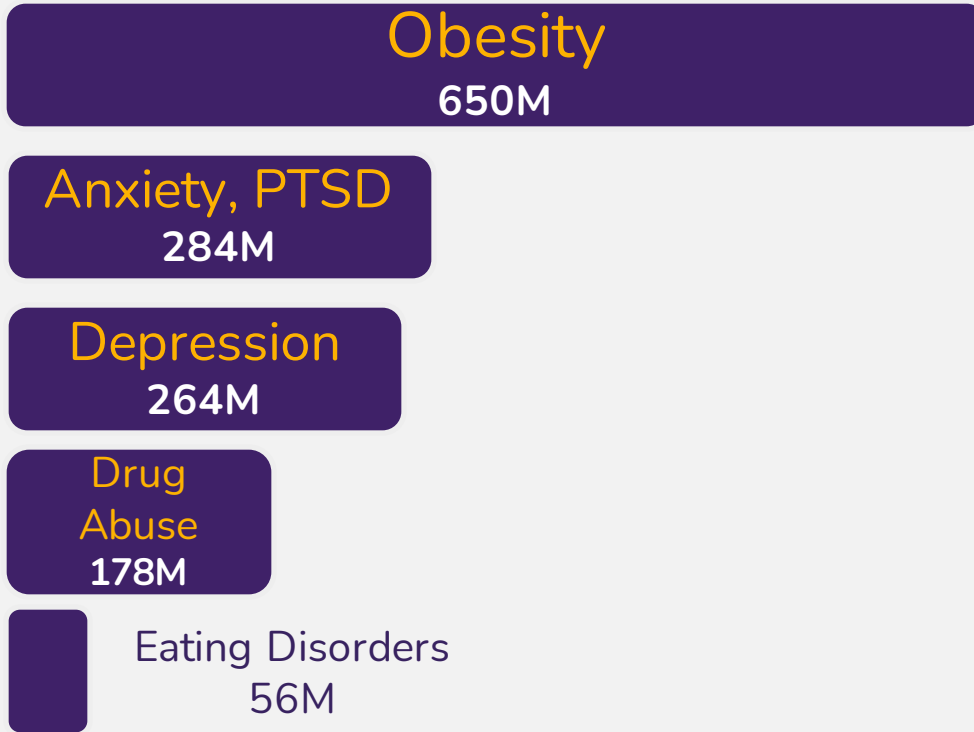 Obesity
650M
Anxiety, PTSD
284M
Depression
264M
Drug
Abuse
178M
Eating Disorders
56M